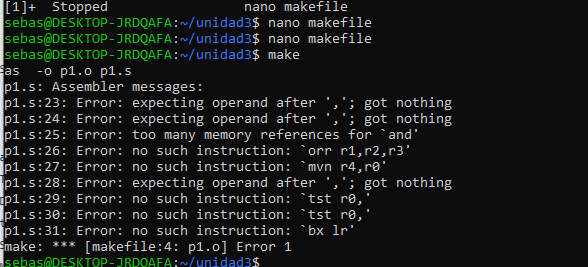 [1]+  Stopped                 nano makefile
sebas@DESKTOP-JRDQAFA:~/unidad3$ nano makefile
sebas@DESKTOP-JRDQAFA:~/unidad3$ nano makefile
sebas@DESKTOP-JRDQAFA:~/unidad3$ make
as  -o p1.o p1.s
p1.s: Assembler messages:
p1.s:23: Error: expecting operand after ','; got nothing
p1.s:24: Error: expecting operand after ','; got nothing
p1.s:25: Error: too many memory references for `and'
p1.s:26: Error: no such instruction: `orr r1,r2,r3'
p1.s:27: Error: no such instruction: `mvn r4,r0'
p1.s:28: Error: expecting operand after ','; got nothing
p1.s:29: Error: no such instruction: `tst r0,'
p1.s:30: Error: no such instruction: `tst r0,'
p1.s:31: Error: no such instruction: `bx lr'
make: *** [makefile:4: p1.o] Error 1
sebas@DESKTOP-JRDQAFA:~/unidad3$